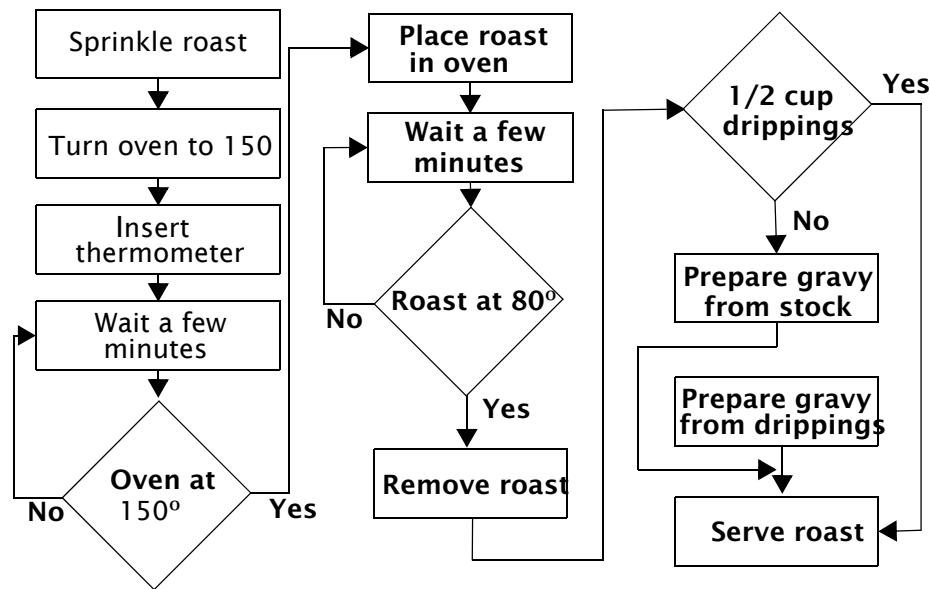 Sprinkle roast
Turn oven to 150
Insert
thermometer
Wait a few
minutes
Oven at
150º
No
Yes
Place roast
in oven
Wait a few
minutes
Roast at 80º
No
Yes
Remove roast
1/2 cup
drippings
Yes
No
Prepare gravy
from stock
Prepare gravy
from drippings
Serve roast